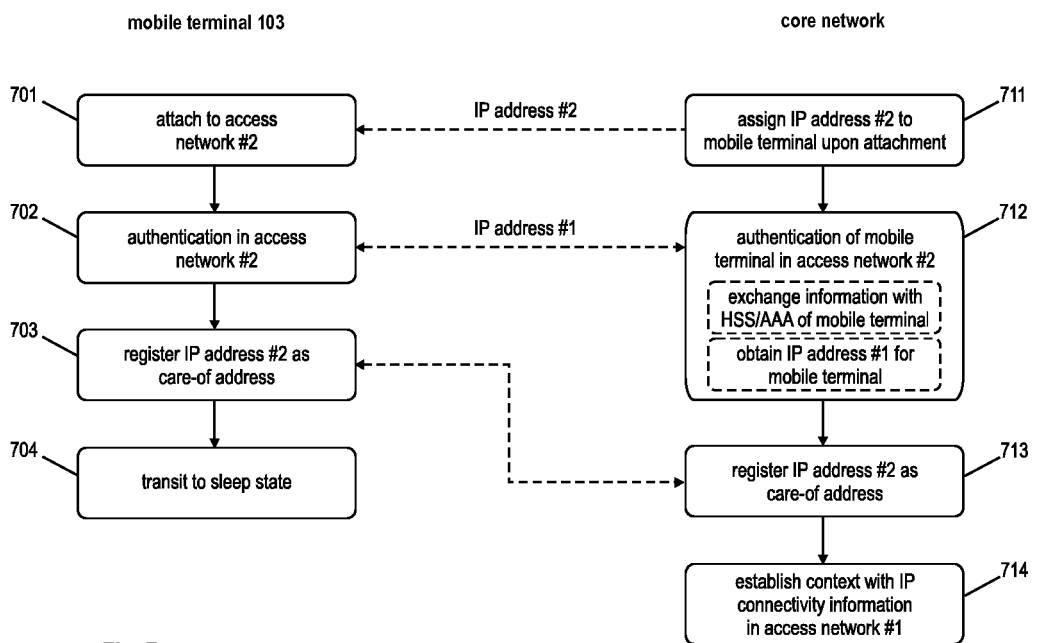 mobile terminal 103
core network
701
attach to access
network #2
IP address #2
711
assign IP address #2 to
mobile terminal upon attachment
702
authentication in access
network #2
IP address #1
712
authentication of mobile
terminal in access network #2
exchange information with
HSS/AAA of mobile terminal
obtain IP address #1 for
mobile terminal
703
register IP address #2 as
care-of address
704
transit to sleep state
713
register IP address #2 as
care-of address
714
establish context with IP
connectivity information
in access network #1